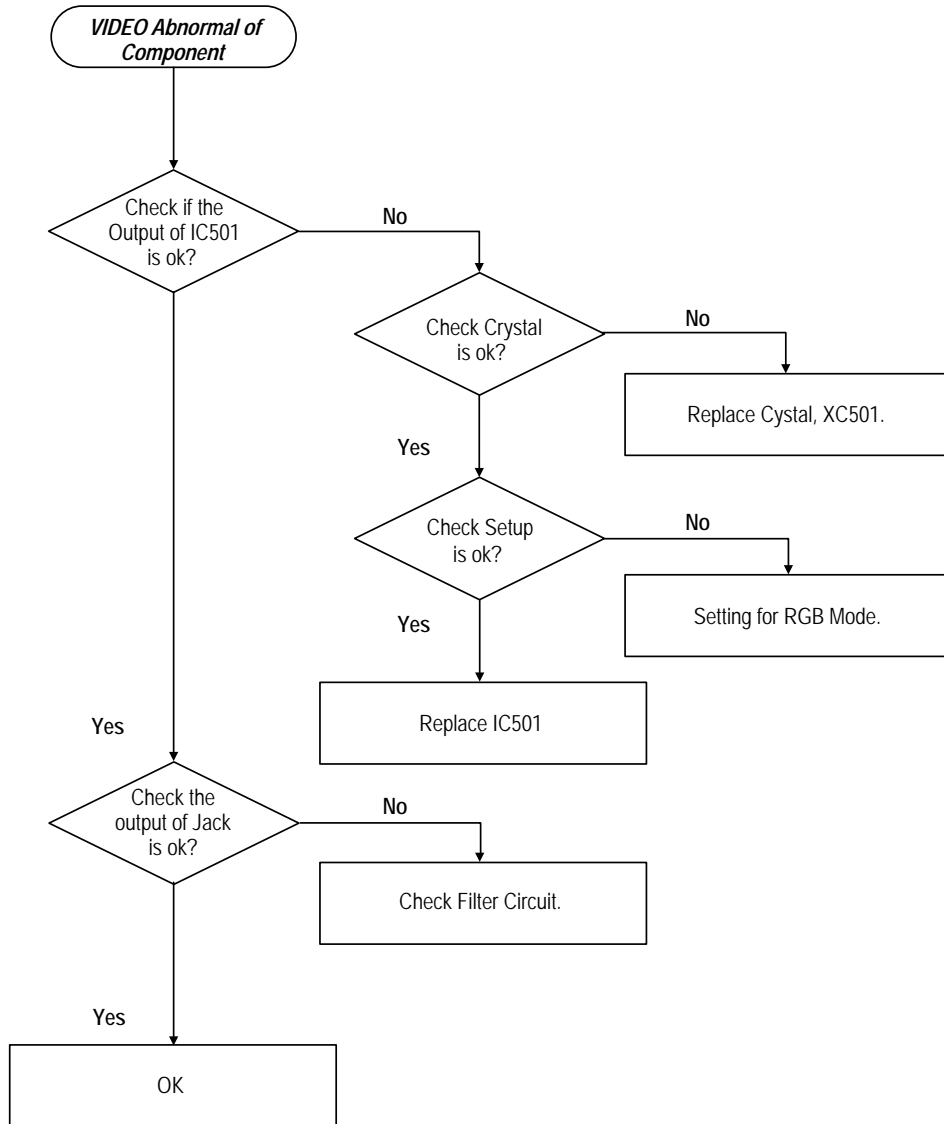 VIDEO Abnormal of
Component
Check if the
Output of IC501
is ok?
No
Check Crystal
is ok?
No
Replace Cystal, XC501.
Yes
Check Setup
is ok?
No
Setting for RGB Mode.
Yes
Replace IC501
Yes
Check the
output of Jack
is ok?
No
Check Filter Circuit.
Yes
OK